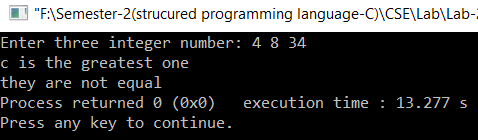 "F:\Semester-2(strucured programming language-C)\CSE\Lab\Lab-
Enter three integer number: 4 8 34
c is the greatest one
they are not equal
Process returned 0 (0x0)   execution time : 13.277 s
Press any key to continue.